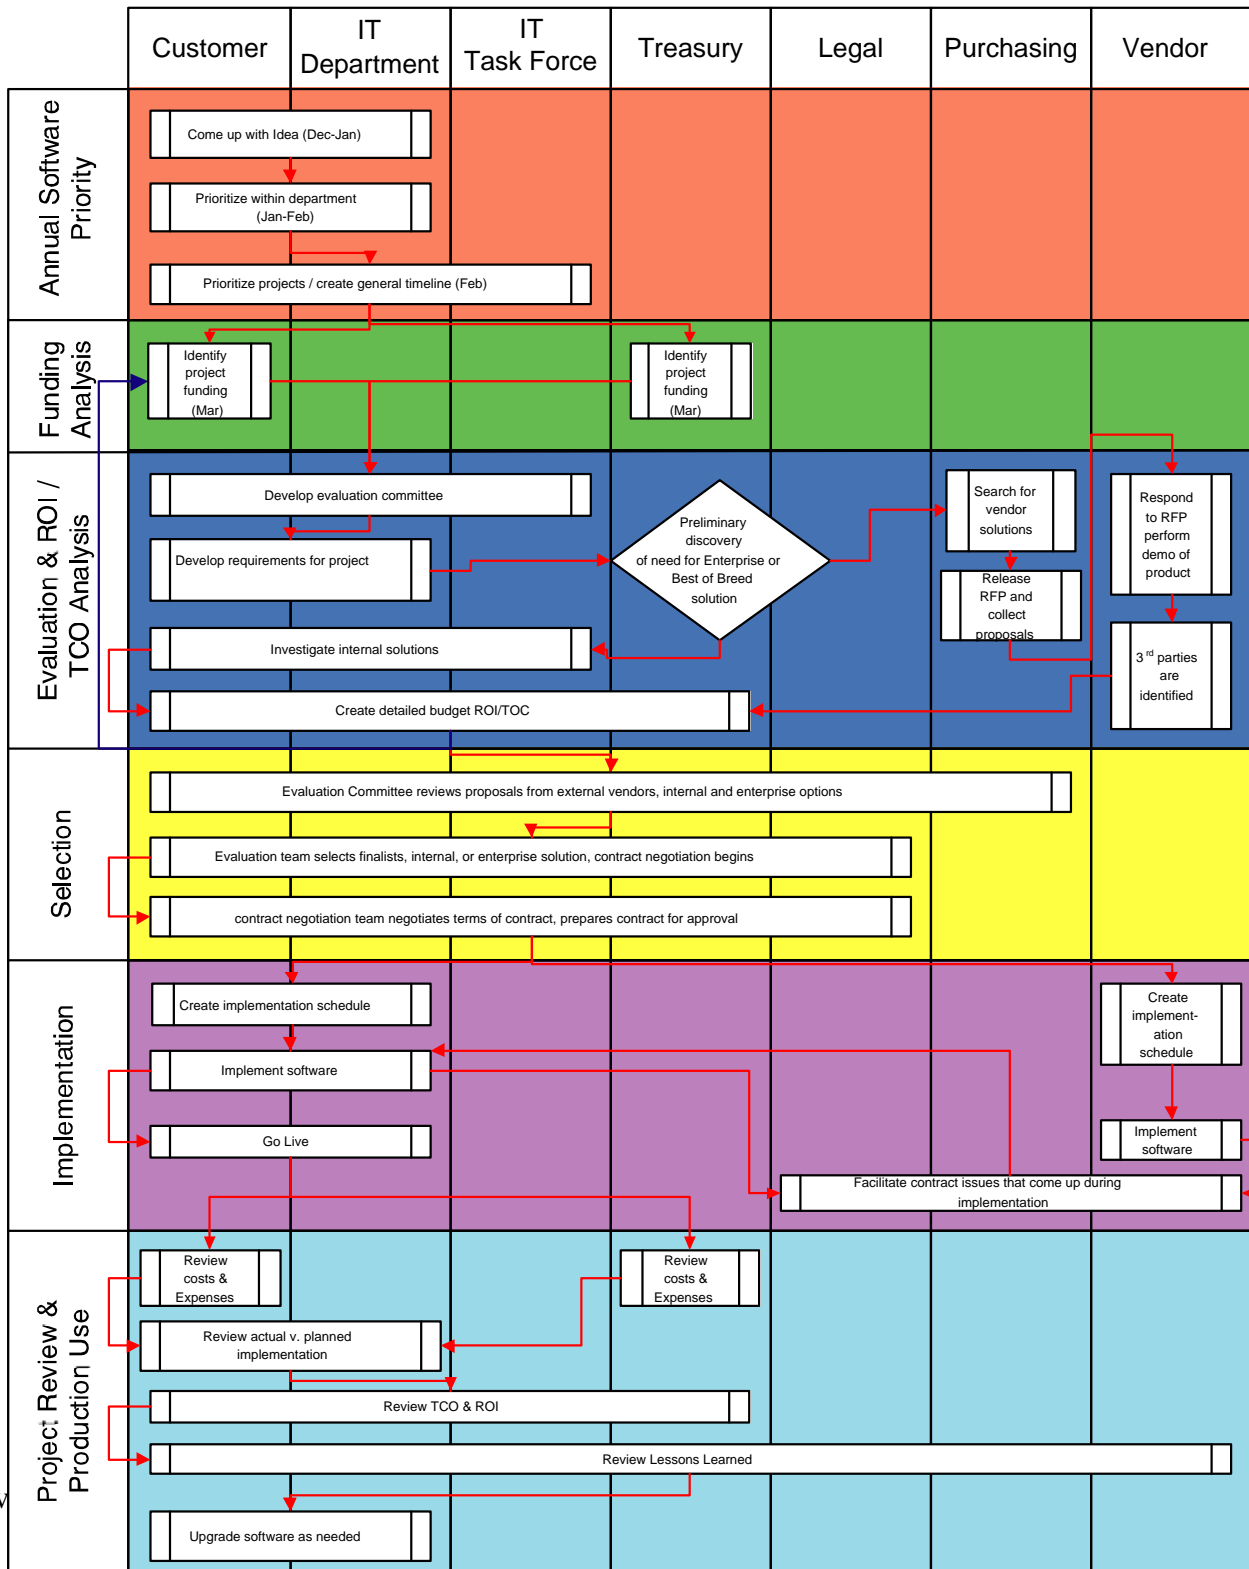 Customer
IT
Department
IT
Task Force
Treasury
Legal
Purchasing
Vendor
Annual Software
Priority
Come up with Idea (Dec-Jan)
Prioritize within department
(Jan-Feb)
Prioritize projects / create general timeline (Feb)
Funding
Analysis
Identify
project
funding
(Mar)
Identify
project
funding
(Mar)
Evaluation & ROI /
TCO Analysis
Develop evaluation committee
Develop requirements for project
Preliminary
discovery
of need for Enterprise or
Best of Breed
solution
Search for
vendor
solutions
Release
RFP and
collect
proposals
Respond
to RFP
perform
demo of
product
3 rd parties
are
identified
Investigate internal solutions
Create detailed budget ROI/TOC
Selection
Evaluation Committee reviews proposals from external vendors, internal and enterprise options
Evaluation team selects finalists, internal, or enterprise solution, contract negotiation begins
contract negotiation team negotiates terms of contract, prepares contract for approval
Implementation
Create implementation schedule
Create
implement-
ation
schedule
Implement software
Implement
software
Go Live
Facilitate contract issues that come up during
implementation
Project Review &
Production Use
Review
costs &
Expenses
Review
costs &
Expenses
Review actual v. planned
implementation
Review TCO & ROI
Review Lessons Learned
Upgrade software as needed